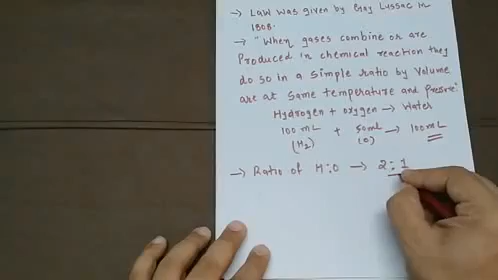 → Law was given by Gay Lussac in
1808.
→ "When gases combine or are
Produced in chemical reaction they
do so in a simple ratio by volume
are at same temperature and pressure."
Hydrogen + oxygen → Water
100 mL + 50ml → 100mL
(H₂) (O)
→ Ratio of H:O → 2:1